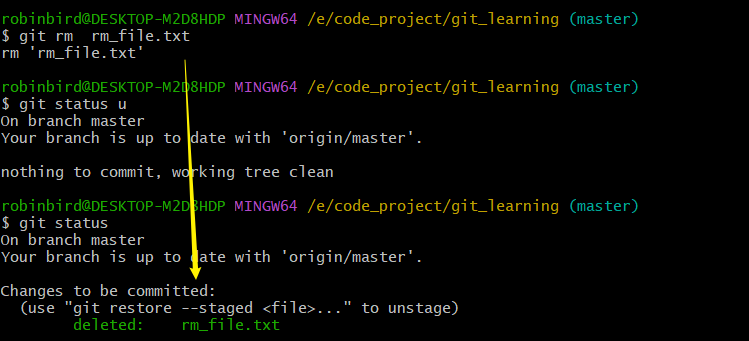 robinbird@DESKTOP-M2D8HDP MINGW64 /e/code_project/git_learning (master)
$ git rm  rm_file.txt
rm 'rm_file.txt'
robinbird@DESKTOP-M2D8HDP MINGW64 /e/code_project/git_learning (master)
$ git status u
On branch master
Your branch is up to date with 'origin/master'.
nothing to commit, working tree clean
robinbird@DESKTOP-M2D8HDP MINGW64 /e/code_project/git_learning (master)
$ git status
On branch master
Your branch is up to date with 'origin/master'.
Changes to be committed:
  (use "git restore --staged <file>..." to unstage)
        deleted:    rm_file.txt